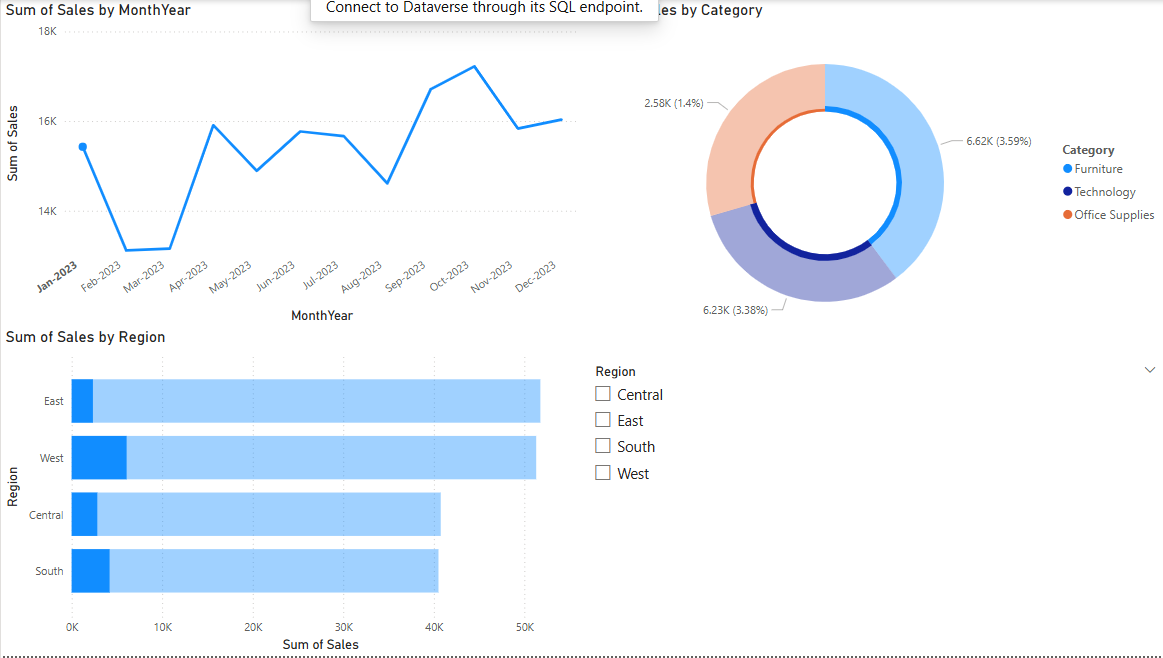 Sum of Sales by MonthYear
Connect to Dataverse through its SQL endpoint.
les by Category
18K
16K
14K
Sum of Sales
Jan-2023
Feb-2023
Mar-2023
Apr-2023
May-2023
Jun-2023
Jul-2023
Aug-2023
Sep-2023
Oct-2023
Nov-2023
Dec-2023
MonthYear
2.58K (1.4%)
6.62K (3.59%)
6.23K (3.38%)
Category
Furniture
Technology
Office Supplies
Sum of Sales by Region
Region
East
West
Central
South
0K
10K
20K
30K
40K
50K
Sum of Sales
Region
Central
East
South
West